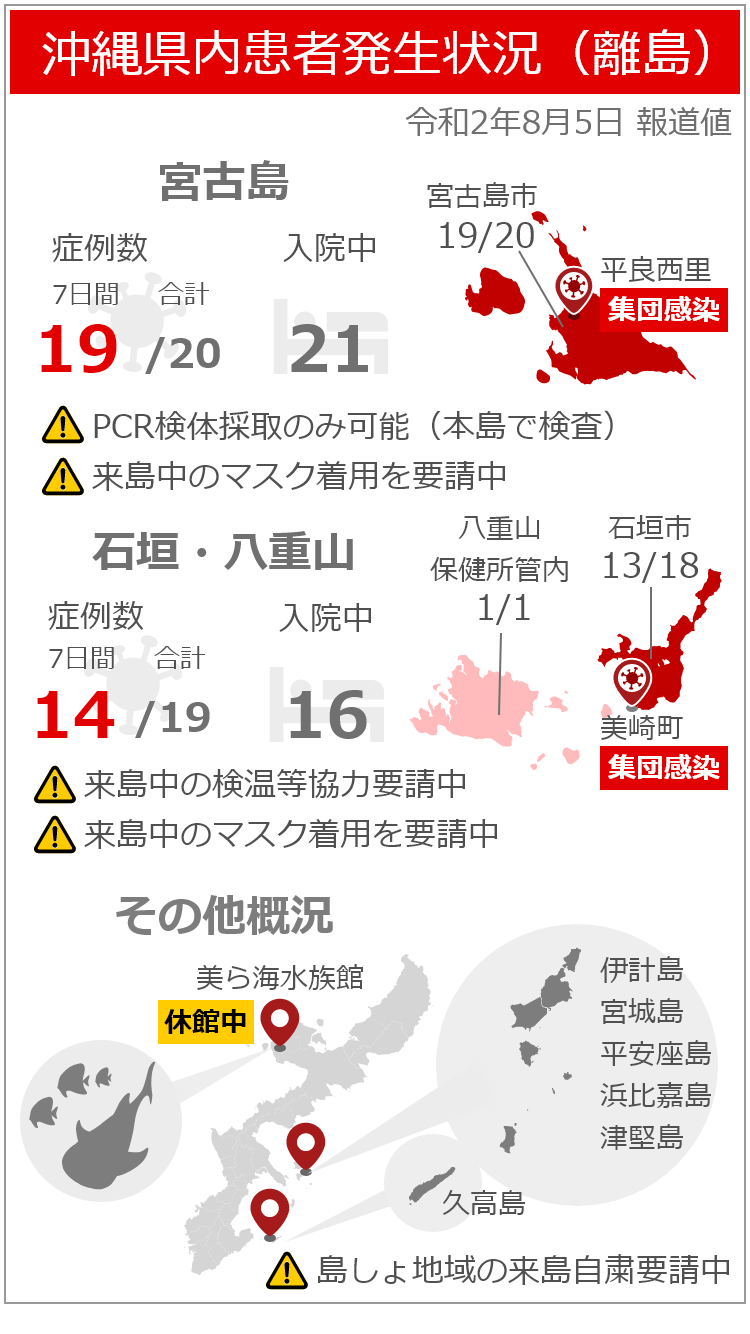 沖縄県内患者発生状況（離島）
令和2年8月5日 報道値
宮古島
症例数
入院中
7日間
合計
19
/20
21
宮古島市
19/20
平良西里
集団感染
PCR検体採取のみ可能（本島で検査）
来島中のマスク着用を要請中
石垣・八重山
症例数
入院中
7日間
合計
14
/19
16
八重山
保健所管内
1/1
石垣市
13/18
美崎町
集団感染
来島中の検温等協力要請中
来島中のマスク着用を要請中
その他概況
美ら海水族館
休館中
伊計島
宮城島
平安座島
浜比嘉島
津堅島
久高島
島しょ地域の来島自粛要請中